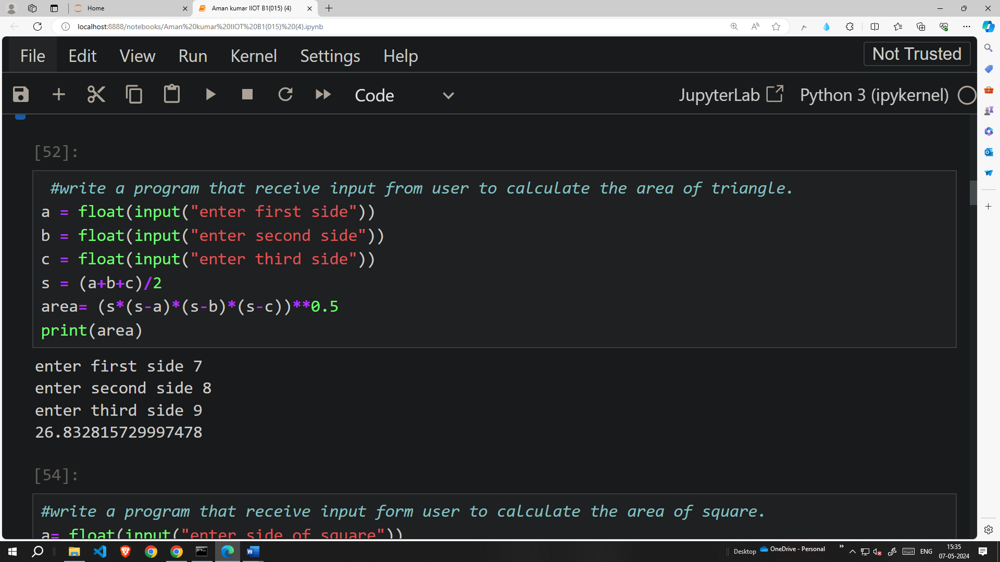 Home
Aman kumar IIOT B1(015) (4)
localhost:8888/notebooks/Aman%20kumar%20IIOT%20B1(015)%20(4).ipynb
File Edit View Run Kernel Settings Help Not Trusted
Code JupyterLab Python 3 (ipykernel)
[52]:
#write a program that receive input from user to calculate the area of triangle.
a = float(input("enter first side"))
b = float(input("enter second side"))
c = float(input("enter third side"))
s = (a+b+c)/2
area= (s*(s-a)*(s-b)*(s-c))**0.5
print(area)
enter first side 7
enter second side 8
enter third side 9
26.832815729997478
[54]:
#write a program that receive input form user to calculate the area of square.
a= float(input("enter side of square"))
Desktop OneDrive - Personal ENG 15:35
07-05-2024